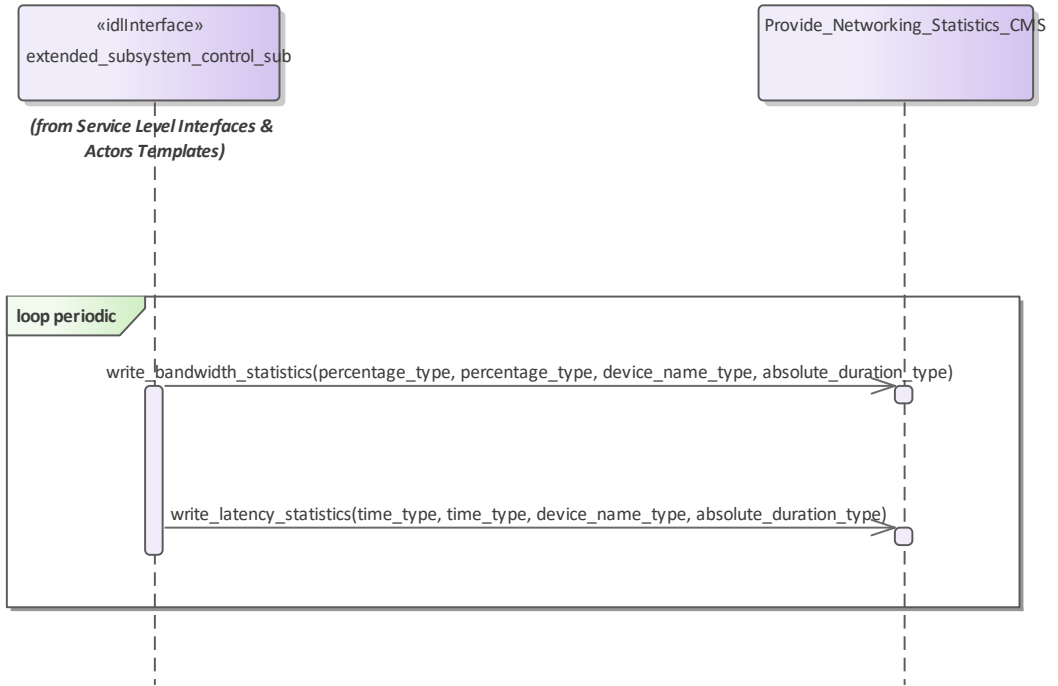 «idlInterface»
extended_subsystem_control_sub
Provide_Networking_Statistics_CMS
(from Service Level Interfaces &
Actors Templates)
loop periodic
write_bandwidth_statistics(percentage_type, percentage_type, device_name_type, absolute_duration_type)
write_latency_statistics(time_type, time_type, device_name_type, absolute_duration_type)